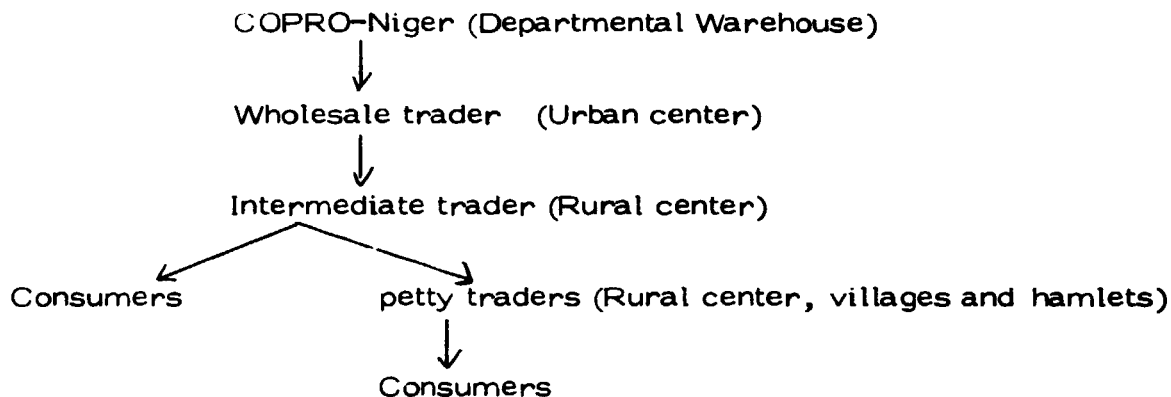 COPRO-Niger (Departmental Warehouse)
Wholesale trader (Urban center)
Intermediate trader (Rural center)
Consumers petty traders (Rural center, villages and hamlets)
Consumers